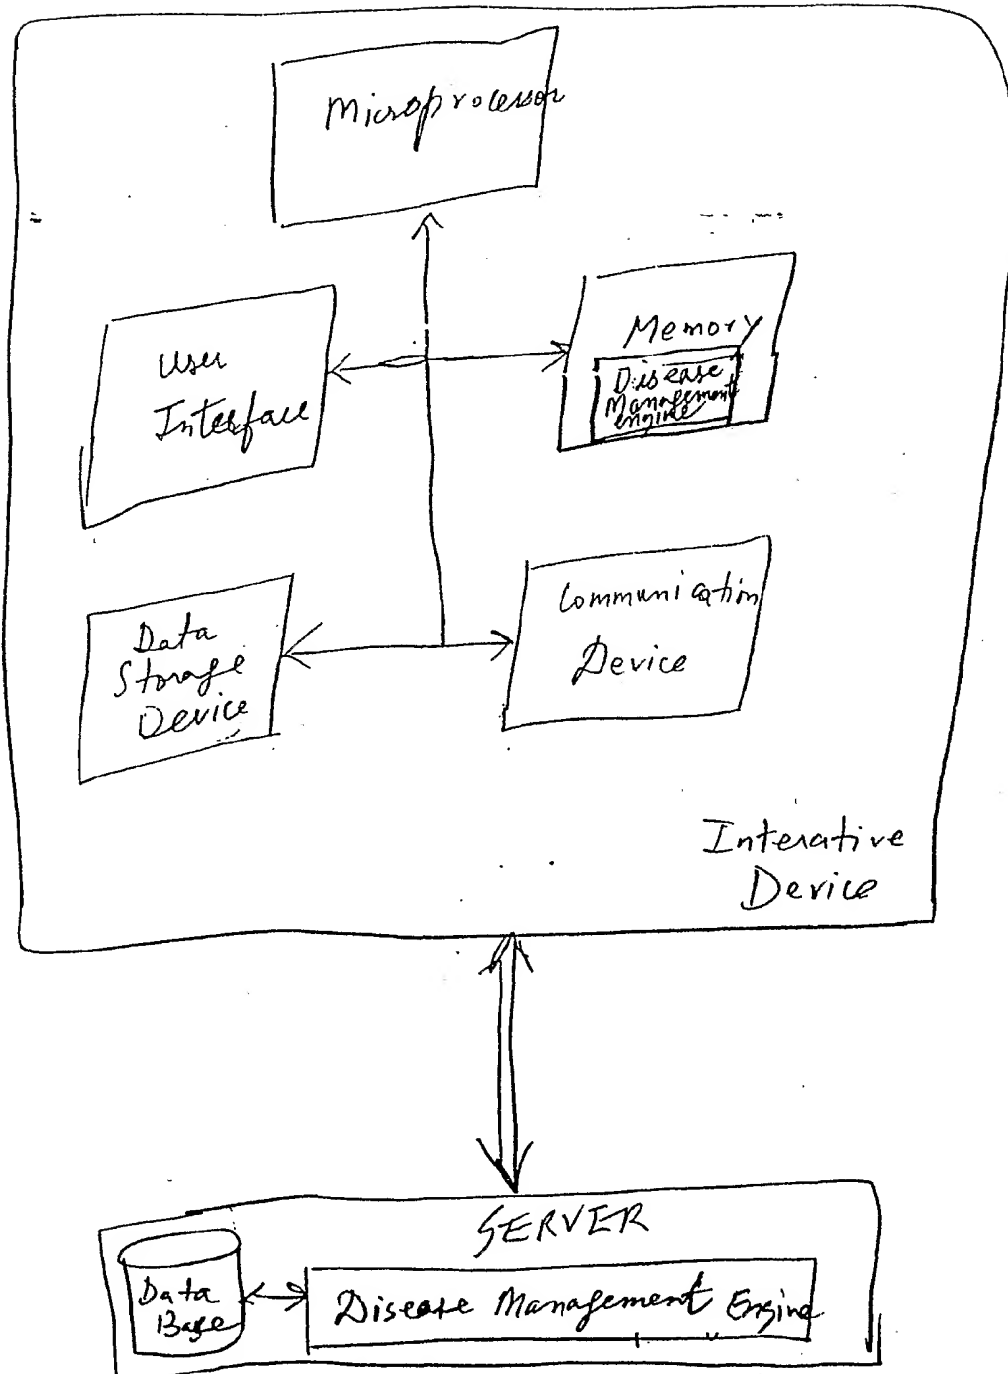 Microprocessor
User
Interface
Memory
Disease
Management
engine
Data
Storage
Device
Communication
Device
Interative
Device
SERVER
Data
Base
Disease Management Engine